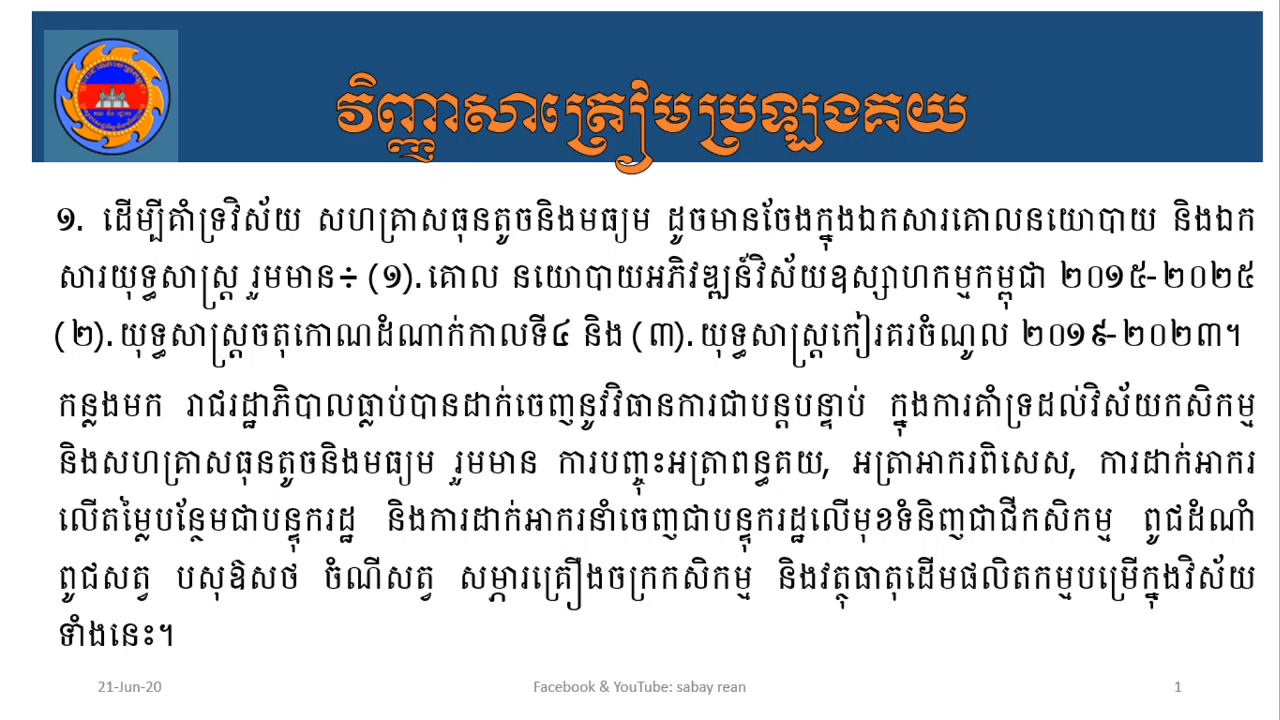 វិញ្ញាសាត្រៀមប្រឡងគយ
១. ដើម្បីគាំទ្រវិស័យ សហគ្រាសធុនតូចនិងមធ្យម ដូចមានចែងក្នុងឯកសារគោលនយោបាយ និងឯក
សារយុទ្ធសាស្ត្រ រួមមាន÷ (១). គោល នយោបាយអភិវឌ្ឍន៍វិស័យឧស្សាហកម្មកម្ពុជា ២០១៥-២០២៥
(២). យុទ្ធសាស្ត្រចតុកោណដំណាក់កាលទី៤ និង (៣). យុទ្ធសាស្ត្រកៀរគរចំណូល ២០១៩-២០២៣។
កន្លងមក រាជរដ្ឋាភិបាលធ្លាប់បានដាក់ចេញនូវវិធានការជាបន្តបន្ទាប់ ក្នុងការគាំទ្រដល់វិស័យកសិកម្ម
និងសហគ្រាសធុនតូចនិងមធ្យម រួមមាន ការបញ្ចុះអត្រាពន្ធគយ, អត្រាអាករពិសេស, ការដាក់អាករ
លើតម្លៃបន្ថែមជាបន្ទុករដ្ឋ និងការដាក់អាករនាំចេញជាបន្ទុករដ្ឋលើមុខទំនិញជាជីកសិកម្ម ពូជដំណាំ
ពូជសត្វ បសុឱសថ ចំណីសត្វ សម្ភារគ្រឿងចក្រកសិកម្ម និងវត្ថុធាតុដើមផលិតកម្មបម្រើក្នុងវិស័យ
ទាំងនេះ។
21-Jun-20 Facebook & YouTube: sabay rean 1